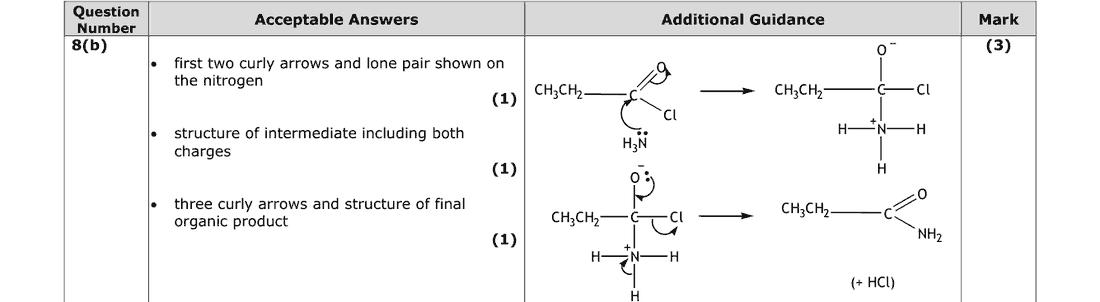 Question Number
Acceptable Answers
Additional Guidance
Mark
8(b)
• first two curly arrows and lone pair shown on
the nitrogen
(1)
• structure of intermediate including both
charges
(1)
• three curly arrows and structure of final
organic product
(1)
CH₃CH₂
C
O
Cl
H₃N
O⁻
CH₃CH₂
C
Cl
H
+N
H
H
O⁻
CH₃CH₂
C
Cl
H
+N
H
H
CH₃CH₂
C
O
NH₂
(+ HCl)
(3)